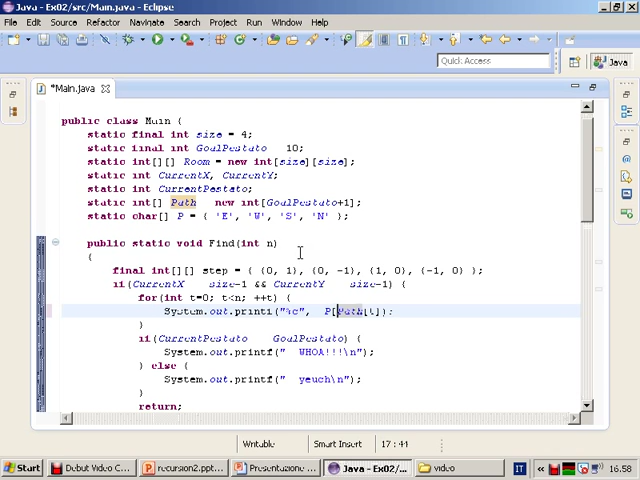 Java - Ex02/src/Main.java - Eclipse
File Edit Source Refactor Navigate Search Project Run Window Help
Quick Access
Java
*Main.java
public class Main {
static final int size = 4;
static final int GoalPestato 10;
static int[][] Room = new int[size][size];
static int CurrentX, CurrentY;
static int CurrentPestato;
static int[] Path new int[GoalPestato+1];
static char[] P = { 'E', 'W', 'S', 'N' };
public static void Find(int n)
{
final int[][] step = { {0, 1}, {0, -1}, {1, 0}, {-1, 0} };
if(CurrentX size-1 && CurrentY size-1) {
for(int t=0; t<n; ++t) {
System.out.printf("%c", P[Path[t]);
}
if(CurrentPestato GoalPestato) {
System.out.printf(" WHOA!!!\n");
} else {
System.out.printf(" yeuch\n");
}
return;
Writable Smart Insert 17 : 44
Start Debut Video C... recursion2.ppt... Presentazione ... Java - Ex02/... video IT 16.58